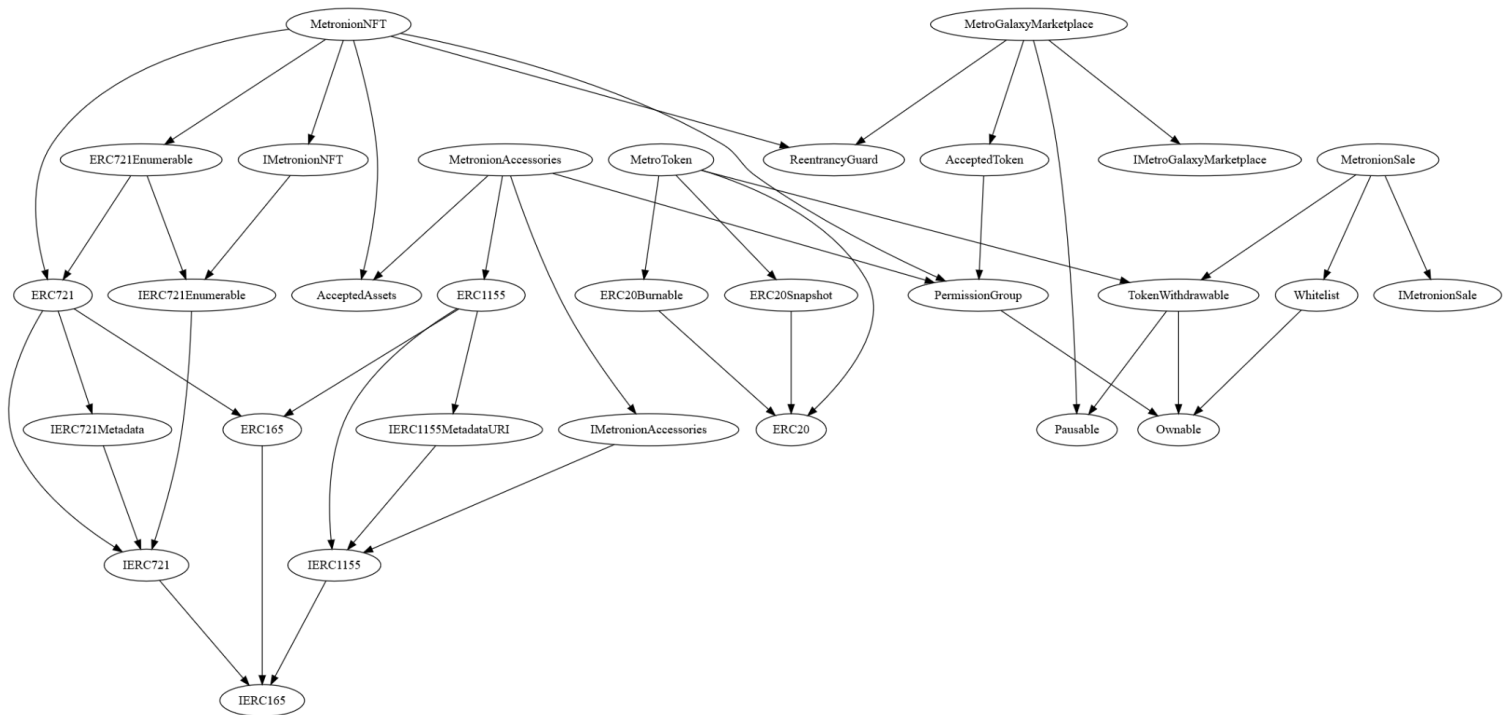 MetronionNFT
MetroGalaxyMarketplace
ERC721Enumerable
IMetronionNFT
MetronionAccessories
MetroToken
ReentrancyGuard
AcceptedToken
IMetroGalaxyMarketplace
MetronionSale
ERC721
IERC721Enumerable
AcceptedAssets
ERC1155
ERC20Burnable
ERC20Snapshot
PermissionGroup
TokenWithdrawable
Whitelist
IMetronionSale
IERC721Metadata
ERC165
IERC1155MetadataURI
IMetronionAccessories
ERC20
Pausable
Ownable
IERC721
IERC1155
IERC165